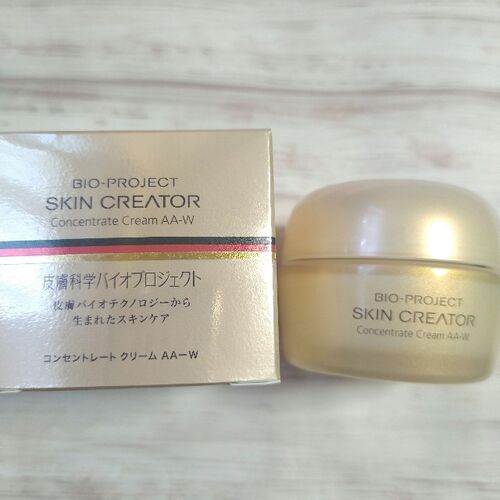 BIO-PROJECT
SKIN CREATOR
Concentrate Cream AA-W
皮膚科学バイオプロジェクト
皮膚バイオテクノロジーから
生まれたスキンケア
コンセントレート クリーム AA-W
BIO-PROJECT
SKIN CREATOR
Concentrate Cream AA-W